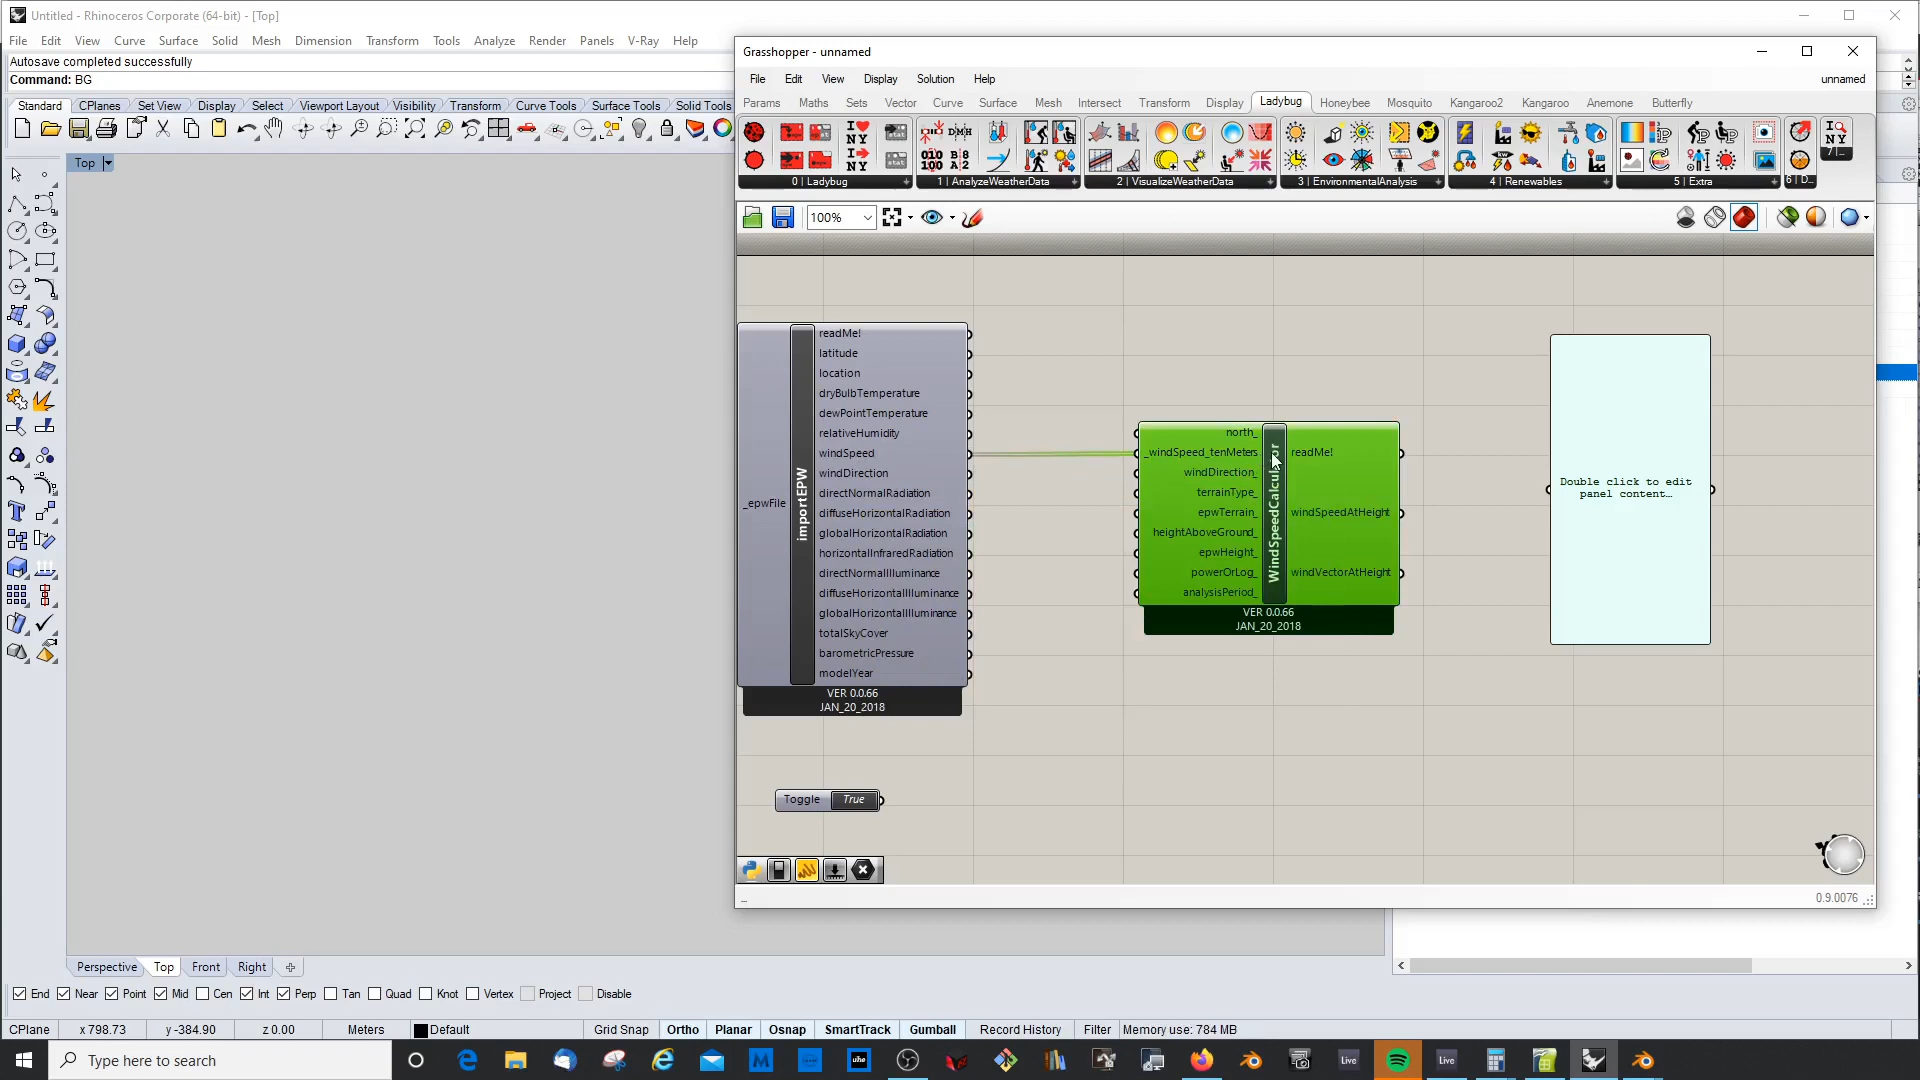 Untitled - Rhinoceros Corporate (64-bit) - [Top]
File Edit View Curve Surface Solid Mesh Dimension Transform Tools Analyze Render Panels V-Ray Help
Autosave completed successfully
Command: BG
Standard CPlanes Set View Display Select Viewport Layout Visibility Transform Curve Tools Surface Tools Solid Tools
Top
Grasshopper - unnamed
File Edit View Display Solution Help unnamed
Params Maths Sets Vector Curve Surface Mesh Intersect Transform Display Ladybug Honeybee Mosquito Kangaroo2 Kangaroo Anemone Butterfly
0 | Ladybug 1 | AnalyzeWeatherData 2 | VisualizeWeatherData 3 | EnvironmentalAnalysis 4 | Renewables 5 | Extra
100%
_epwFile
importEPW
readMe!
latitude
location
dryBulbTemperature
dewPointTemperature
relativeHumidity
windSpeed
windDirection
directNormalRadiation
diffuseHorizontalRadiation
globalHorizontalRadiation
horizontalInfraredRadiation
directNormalIlluminance
diffuseHorizontalIlluminance
globalHorizontalIlluminance
totalSkyCover
barometricPressure
modelYear
VER 0.0.66
JAN_20_2018
north_
_windSpeed_tenMeters
windDirection_
terrainType_
epwTerrain_
heightAboveGround_
epwHeight_
powerOrLog_
analysisPeriod_
WindSpeedCalculator
readMe!
windSpeedAtHeight
windVectorAtHeight
VER 0.0.66
JAN_20_2018
Double click to edit
panel content...
Toggle True
0.9.0076
Perspective Top Front Right
End Near Point Mid Cen Int Perp Tan Quad Knot Vertex Project Disable
CPlane x 798.73 y -384.90 z 0.00 Meters Default Grid Snap Ortho Planar Osnap SmartTrack Gumball Record History Filter Memory use: 784 MB
Type here to search